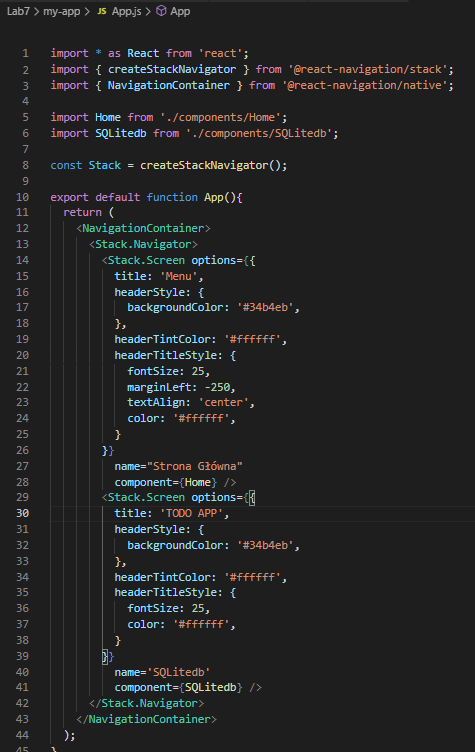 Lab7 > my-app > JS App.js > App
1 import * as React from 'react';
2 import { createStackNavigator } from '@react-navigation/stack';
3 import { NavigationContainer } from '@react-navigation/native';
4
5 import Home from './components/Home';
6 import SQLitedb from './components/SQLitedb';
7
8 const Stack = createStackNavigator();
9
10 export default function App(){
11   return (
12     <NavigationContainer>
13       <Stack.Navigator>
14         <Stack.Screen options={{
15           title: 'Menu',
16           headerStyle: {
17             backgroundColor: '#34b4eb',
18           },
19           headerTintColor: '#ffffff',
20           headerTitleStyle: {
21             fontSize: 25,
22             marginLeft: -250,
23             textAlign: 'center',
24             color: '#ffffff',
25           }
26         }}
27           name="Strona Główna"
28           component={Home} />
29         <Stack.Screen options={{
30           title: 'TODO APP',
31           headerStyle: {
32             backgroundColor: '#34b4eb',
33           },
34           headerTintColor: '#ffffff',
35           headerTitleStyle: {
36             fontSize: 25,
37             color: '#ffffff',
38           }
39         }}
40           name='SQLitedb'
41           component={SQLitedb} />
42       </Stack.Navigator>
43     </NavigationContainer>
44   );
45 }